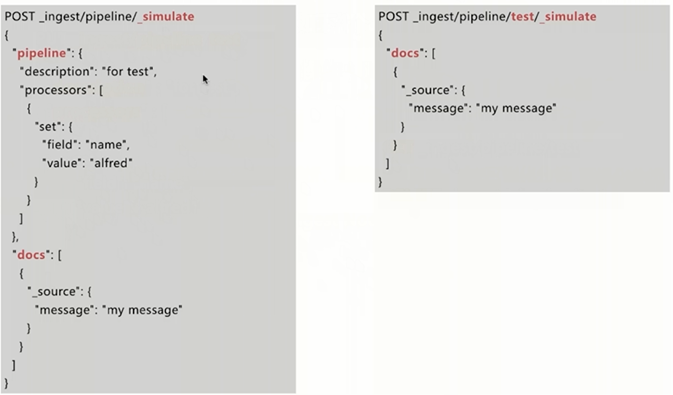 POST _ingest/pipeline/_simulate
{
  "pipeline": {
    "description": "for test",
    "processors": [
      {
        "set": {
          "field": "name",
          "value": "alfred"
        }
      }
    ]
  },
  "docs": [
    {
      "_source": {
        "message": "my message"
      }
    }
  ]
}
POST _ingest/pipeline/test/_simulate
{
  "docs": [
    {
      "_source": {
        "message": "my message"
      }
    }
  ]
}